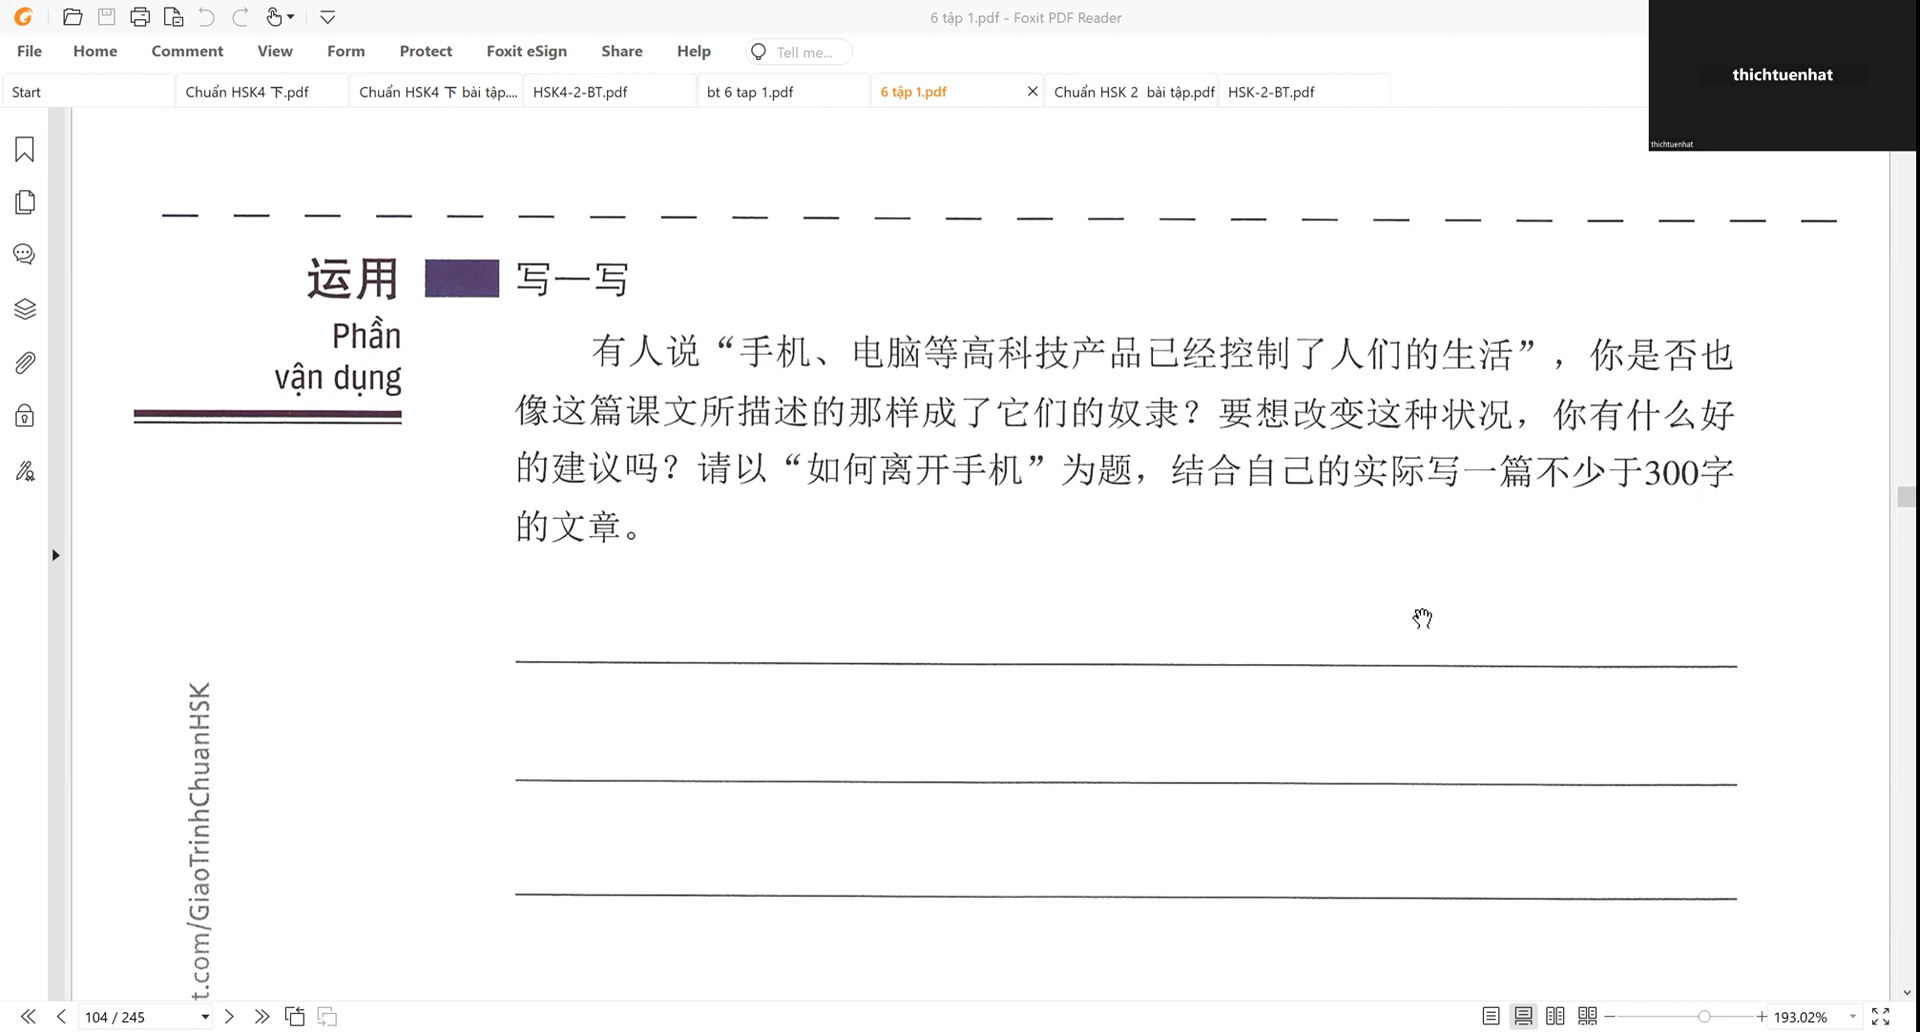 6 tập 1.pdf - Foxit PDF Reader
File Home Comment View Form Protect Foxit eSign Share Help Tell me...
thichtuenhat
Start Chuẩn HSK4 下.pdf Chuẩn HSK4 下 bài tập.... HSK4-2-BT.pdf bt 6 tap 1.pdf 6 tập 1.pdf Chuẩn HSK 2 bài tập.pdf HSK-2-BT.pdf
thichtuenhat
运用 写一写
Phần
vận dụng
有人说“手机、电脑等高科技产品已经控制了人们的生活”，你是否也
像这篇课文所描述的那样成了它们的奴隶？要想改变这种状况，你有什么好
的建议吗？请以“如何离开手机”为题，结合自己的实际写一篇不少于300字
的文章。
t.com/GiaoTrinhChuanHSK
104 / 245
193.02%